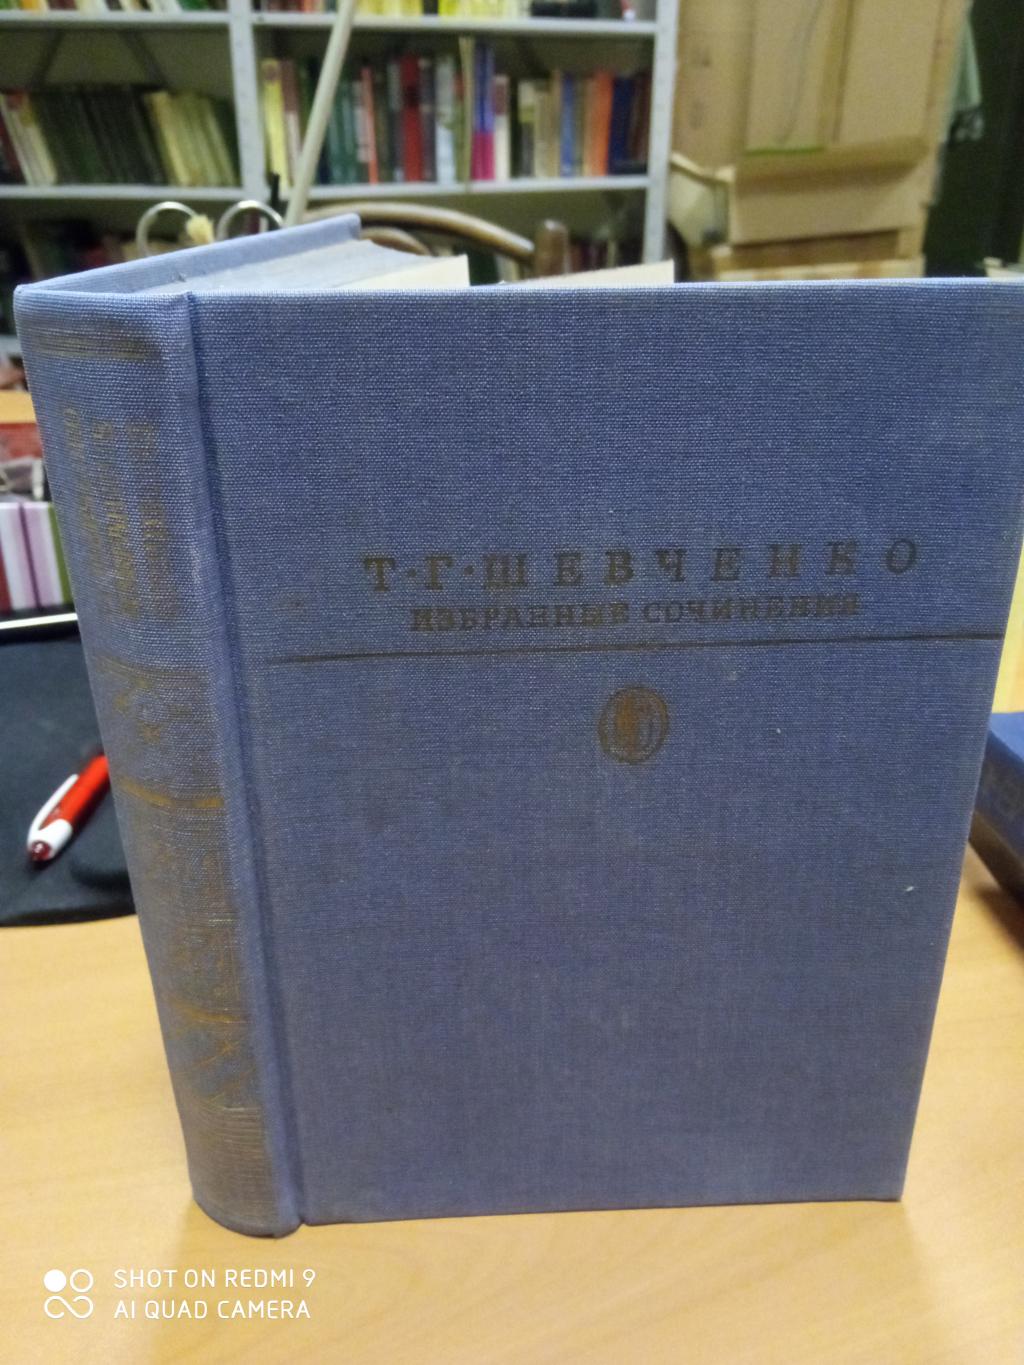 Т·Г·ШЕВЧЕНКО
ИЗБРАННЫЕ СОЧИНЕНИЯ
SHOT ON REDMI 9
AI QUAD CAMERA